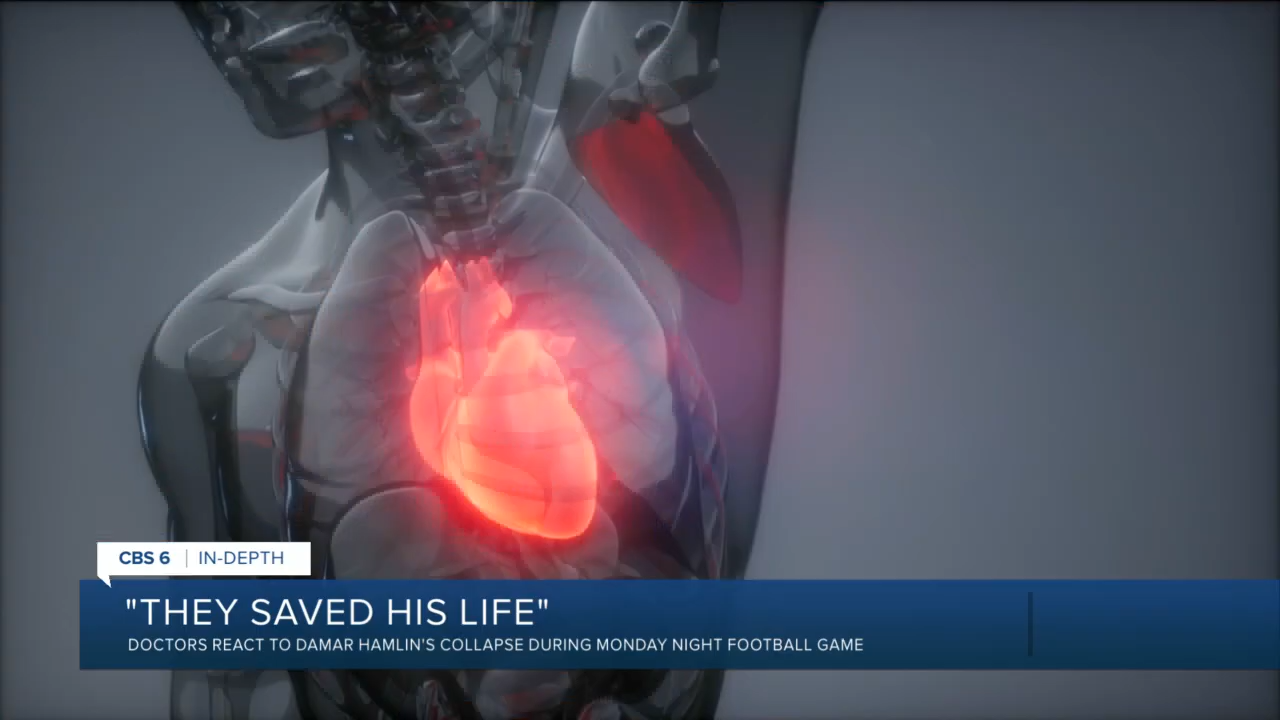 CBS 6 | IN-DEPTH
"THEY SAVED HIS LIFE"
DOCTORS REACT TO DAMAR HAMLIN'S COLLAPSE DURING MONDAY NIGHT FOOTBALL GAME